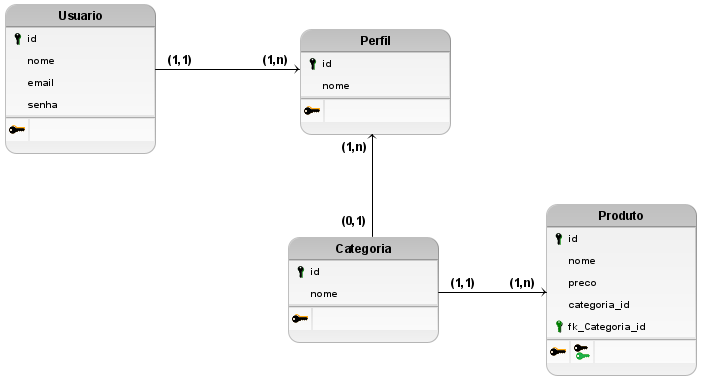 Usuario
id
nome
email
senha
(1,1)
(1,n)
Perfil
id
nome
(1,n)
(0,1)
Categoria
id
nome
(1,1)
(1,n)
Produto
id
nome
preco
categoria_id
fk_Categoria_id